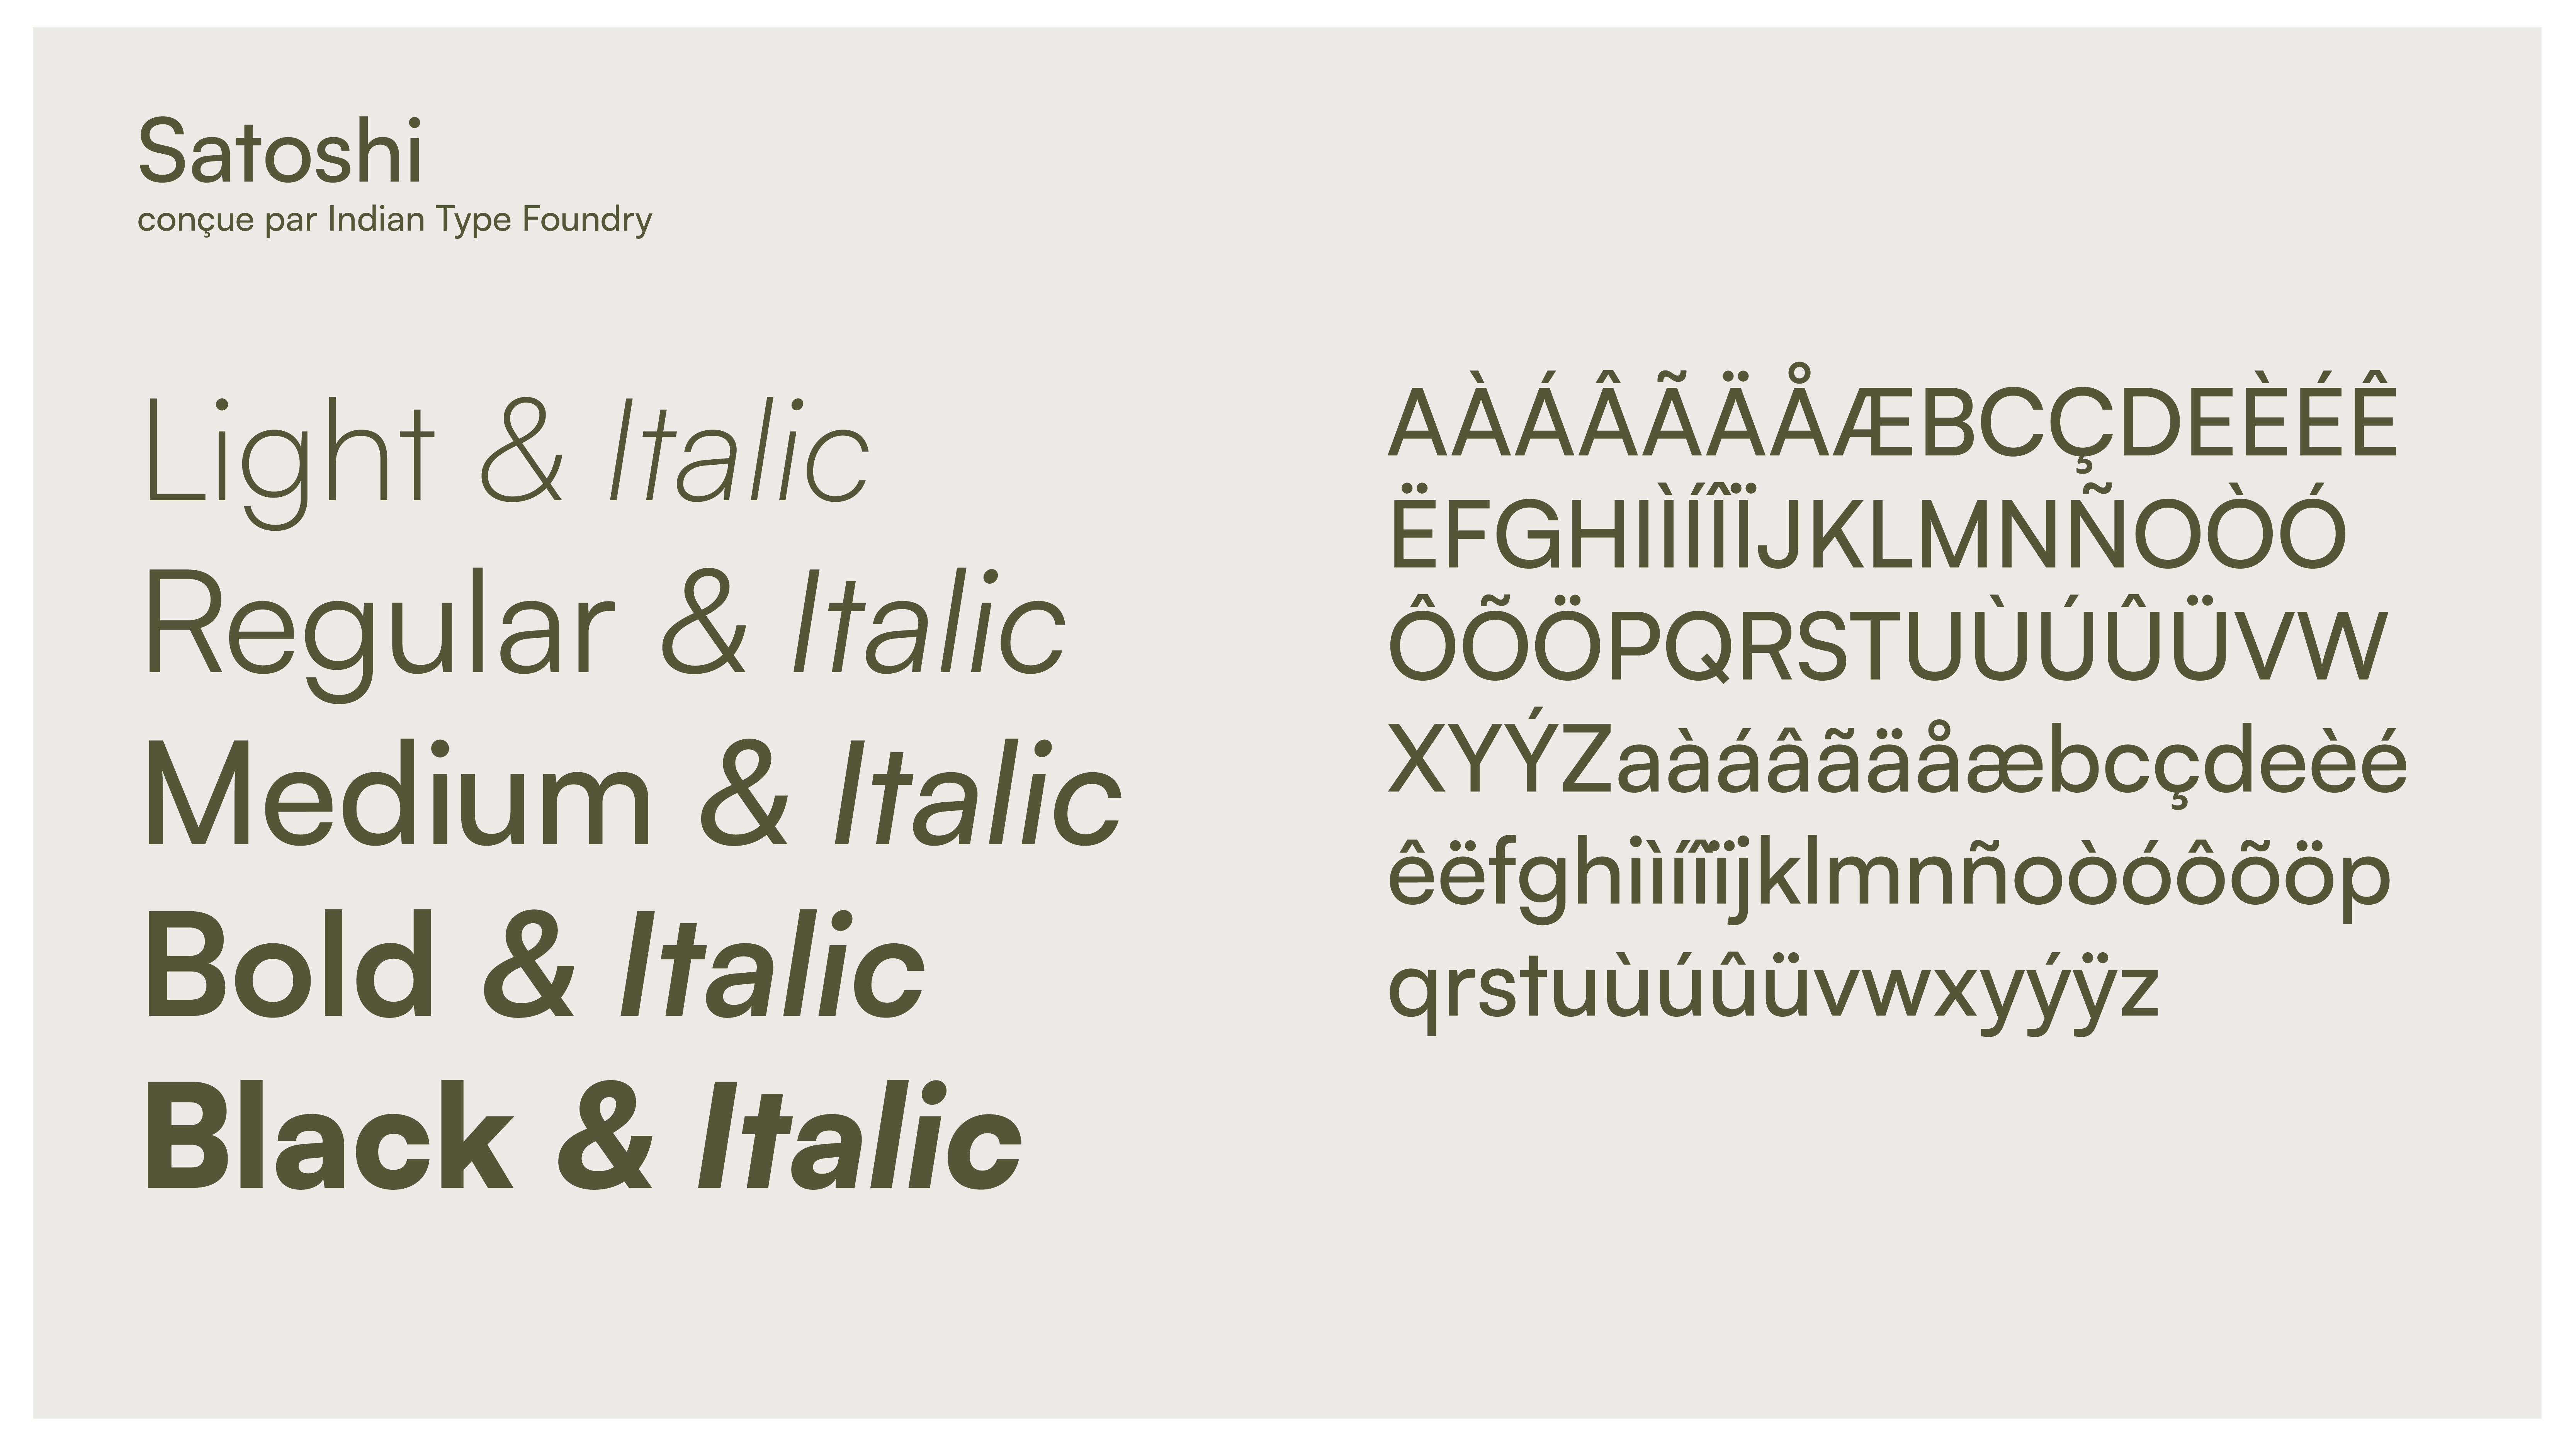 Satoshi
conçue par Indian Type Foundry
Light & Italic
Regular & Italic
Medium & Italic
Bold & Italic
Black & Italic
AÀÁÂÃÄÅÆBCÇDEÈÉÊ
ËFGHIÌÍÎÏJKLMNÑOÒÓ
ÔÕÖPQRSTUÙÚÛÜVW
XYÝZaàáâãäåæbcçdeèé
êëfghiìíîïjklmnñoòóôõöp
qrstuùúûüvwxyýÿz